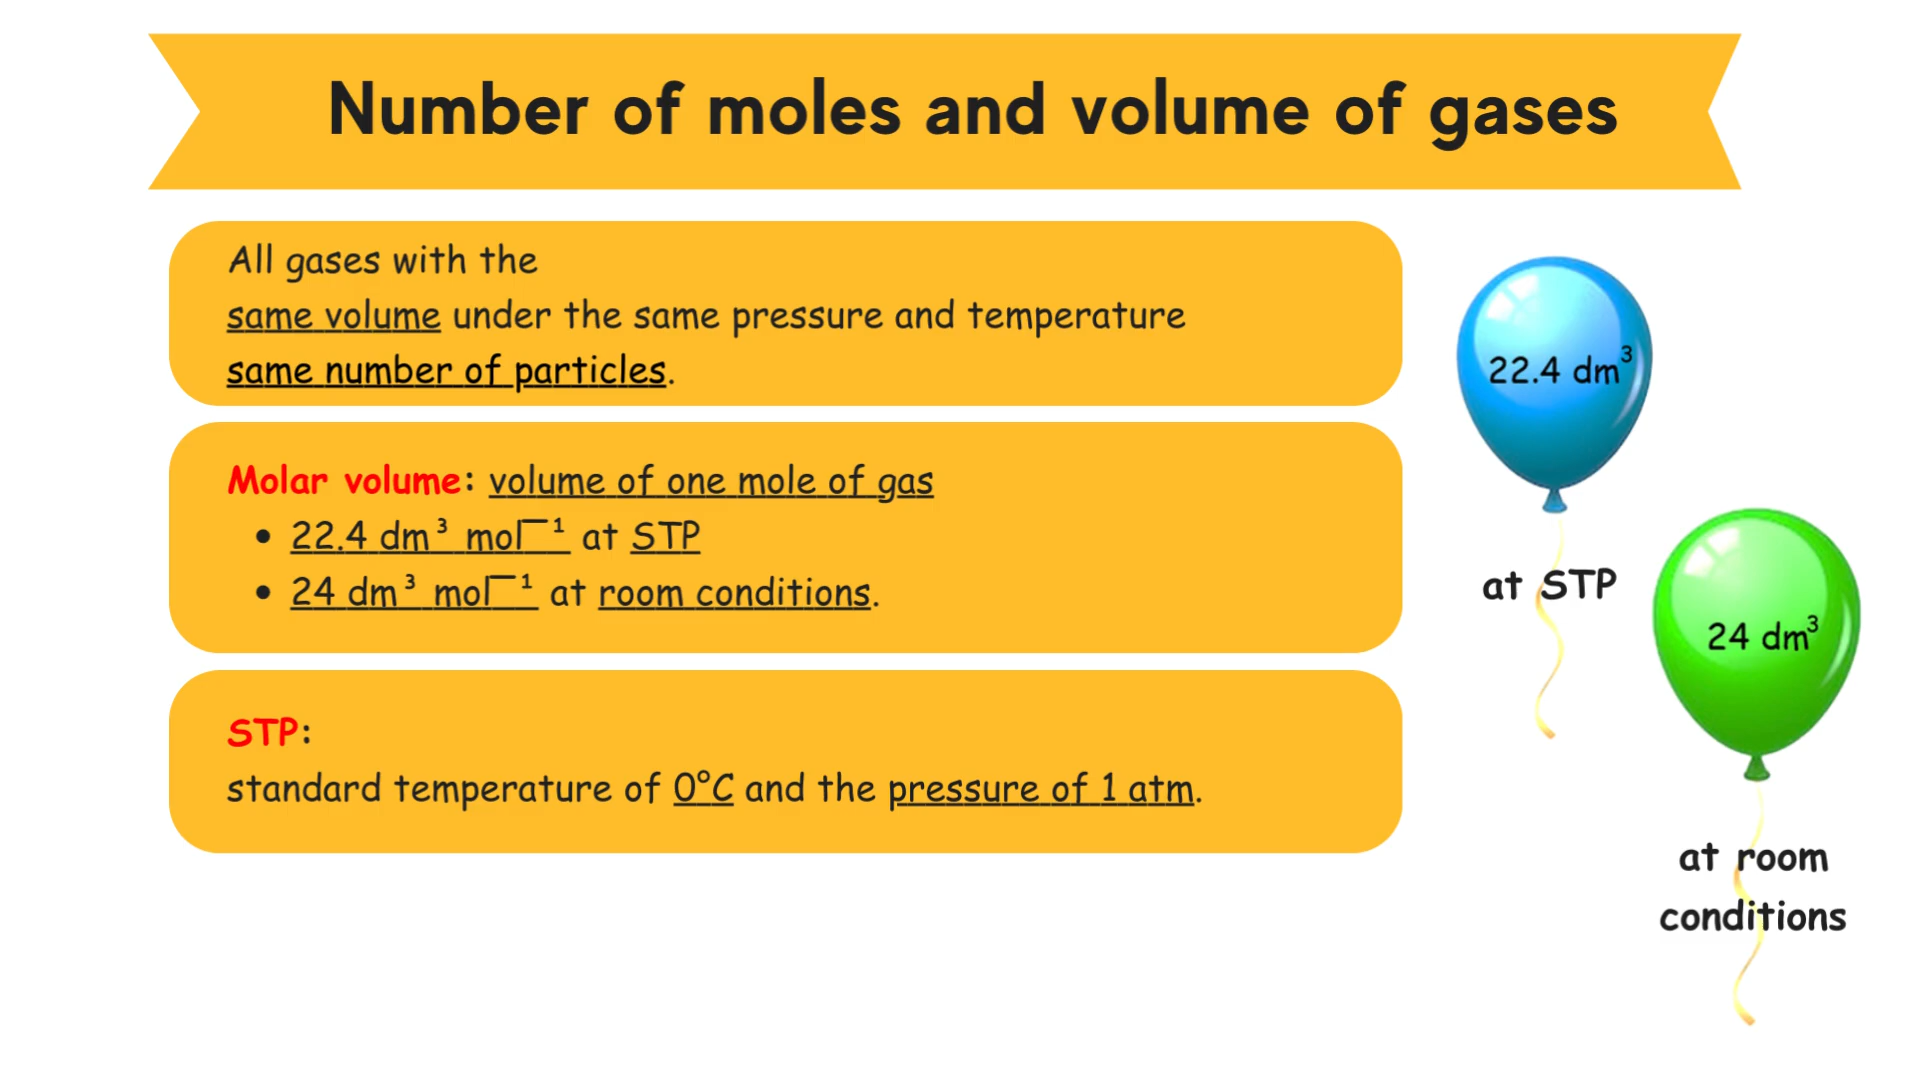 Number of moles and volume of gases
All gases with the
same volume under the same pressure and temperature
same number of particles.
Molar volume: volume of one mole of gas
• 22.4 dm³ mol⁻¹ at STP
• 24 dm³ mol⁻¹ at room conditions.
STP:
standard temperature of 0°C and the pressure of 1 atm.
22.4 dm³
at STP
24 dm³
at room
conditions